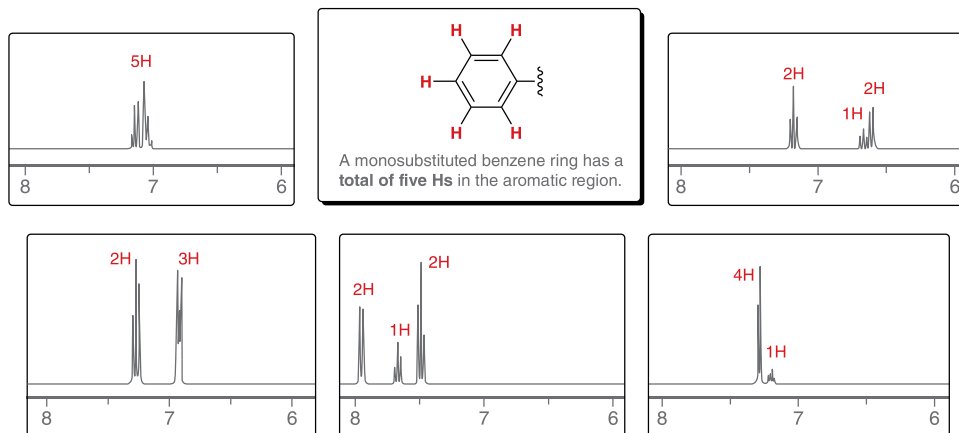 5H
8 7 6
H H
H
H H
A monosubstituted benzene ring has a
total of five Hs in the aromatic region.
2H
2H
1H
8 7 6
2H 3H
8 7 6
2H
2H
1H
8 7 6
4H
1H
8 7 6